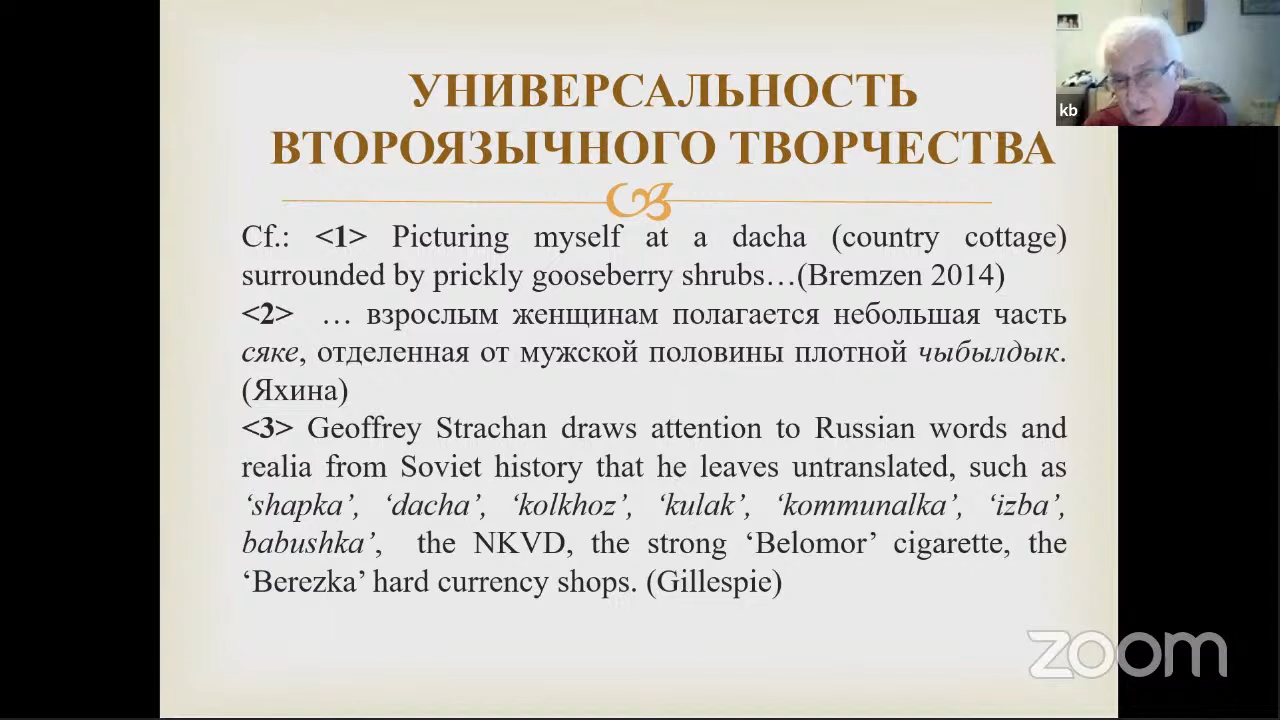 УНИВЕРСАЛЬНОСТЬ
ВТОРОЯЗЫЧНОГО ТВОРЧЕСТВА
kb
Cf.: <1> Picturing myself at a dacha (country cottage)
surrounded by prickly gooseberry shrubs…(Bremzen 2014)
<2> … взрослым женщинам полагается небольшая часть
сяке, отделенная от мужской половины плотной чыбылдык.
(Яхина)
<3> Geoffrey Strachan draws attention to Russian words and
realia from Soviet history that he leaves untranslated, such as
‘shapka’, ‘dacha’, ‘kolkhoz’, ‘kulak’, ‘kommunalka’, ‘izba’,
babushka’, the NKVD, the strong ‘Belomor’ cigarette, the
‘Berezka’ hard currency shops. (Gillespie)
zoom